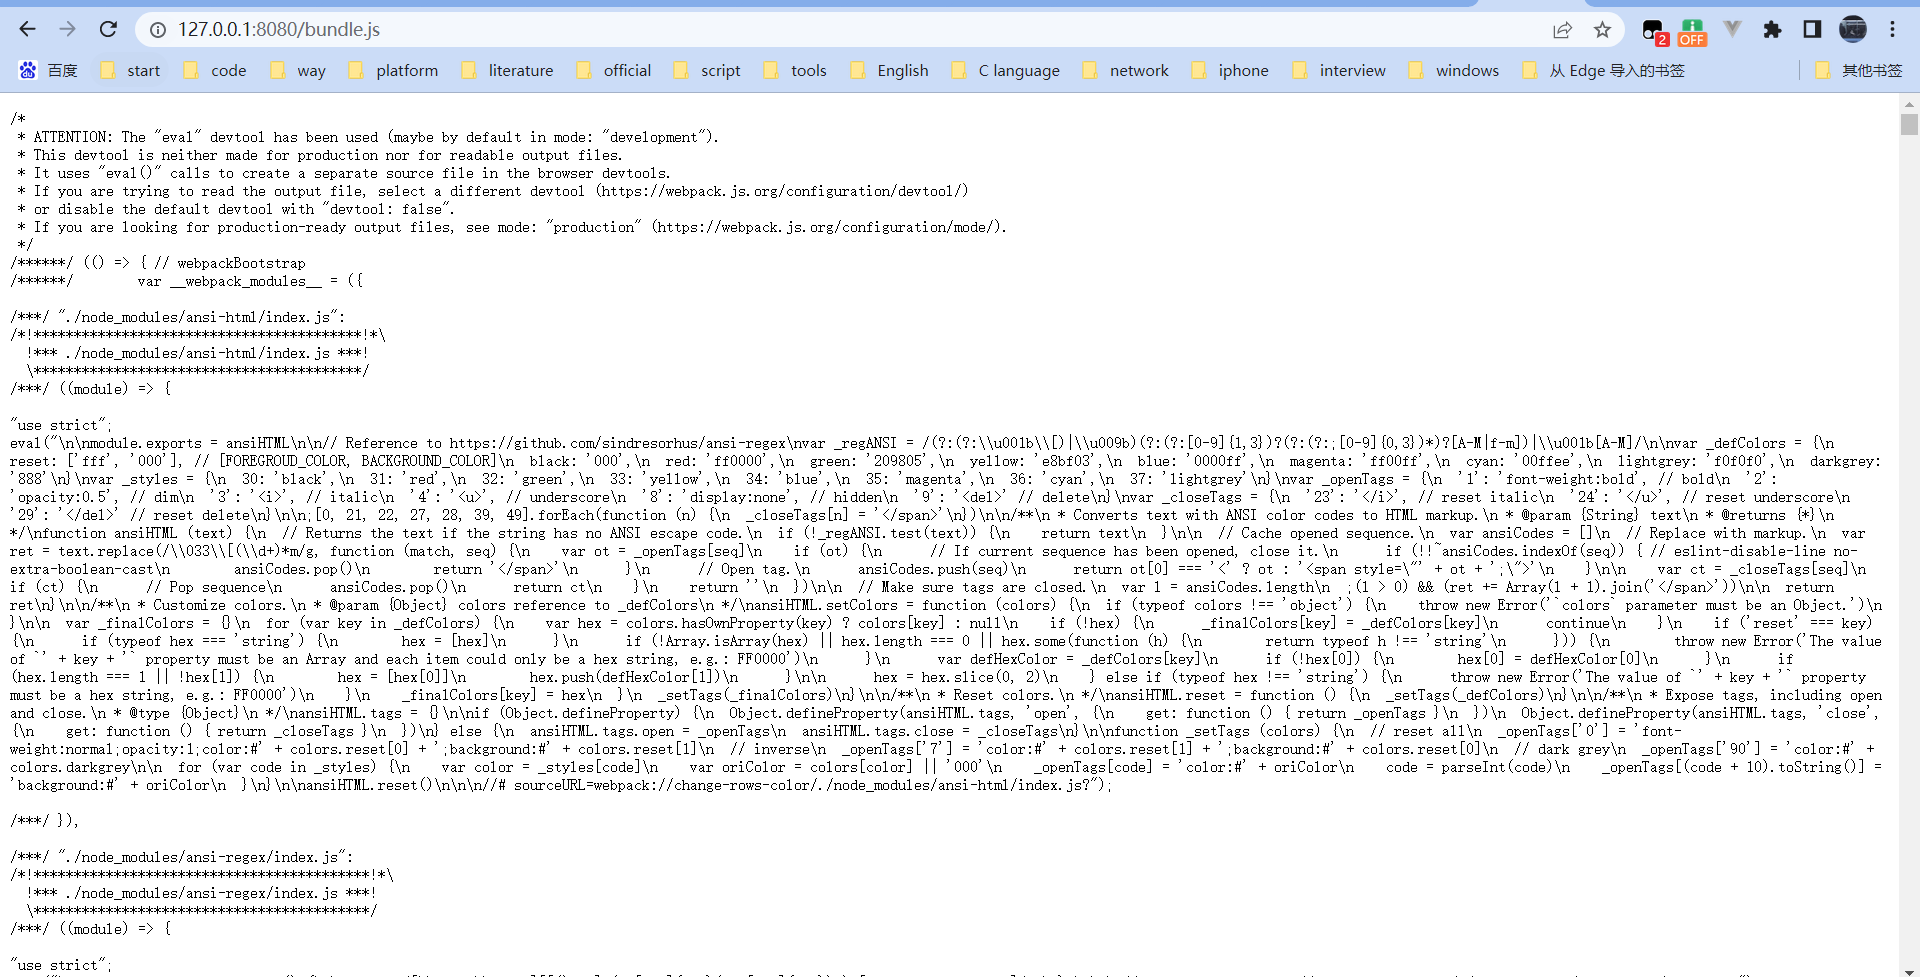 127.0.0.1:8080/bundle.js
2 OFF
百度 start code way platform literature official script tools English C language network iphone interview windows 从 Edge 导入的书签 其他书签
/*
 * ATTENTION: The "eval" devtool has been used (maybe by default in mode: "development").
 * This devtool is neither made for production nor for readable output files.
 * It uses "eval()" calls to create a separate source file in the browser devtools.
 * If you are trying to read the output file, select a different devtool (https://webpack.js.org/configuration/devtool/)
 * or disable the default devtool with "devtool: false".
 * If you are looking for production-ready output files, see mode: "production" (https://webpack.js.org/configuration/mode/).
 */
/******/ (() => { // webpackBootstrap
/******/        var __webpack_modules__ = ({
/***/ "./node_modules/ansi-html/index.js":
/*!*****************************************!*\
  !*** ./node_modules/ansi-html/index.js ***!
  \*****************************************/
/***/ ((module) => {
"use strict";
eval("\n\nmodule.exports = ansiHTML\n\n// Reference to https://github.com/sindresorhus/ansi-regex\nvar _regANSI = /(?:(?:\\u001b\\[)|\\u009b)(?:(?:[0-9]{1,3})?(?:(?:;[0-9]{0,3})*)?[A-M|f-m])|\\u001b[A-M]/\n\nvar _defColors = {\n
reset: ['fff', '000'], // [FOREGROUD_COLOR, BACKGROUND_COLOR]\n  black: '000',\n  red: 'ff0000',\n  green: '209805',\n  yellow: 'e8bf03',\n  blue: '0000ff',\n  magenta: 'ff00ff',\n  cyan: '00ffee',\n  lightgrey: 'f0f0f0',\n  darkgrey:
'888'\n}\nvar _styles = {\n  30: 'black',\n  31: 'red',\n  32: 'green',\n  33: 'yellow',\n  34: 'blue',\n  35: 'magenta',\n  36: 'cyan',\n  37: 'lightgrey'\n}\nvar _openTags = {\n  '1': 'font-weight:bold', // bold\n  '2':
'opacity:0.5', // dim\n  '3': '<i>', // italic\n  '4': '<u>', // underscore\n  '8': 'display:none', // hidden\n  '9': '<del>' // delete\n}\nvar _closeTags = {\n  '23': '</i>', // reset italic\n  '24': '</u>', // reset underscore\n
'29': '</del>' // reset delete\n}\n\n;[0, 21, 22, 27, 28, 39, 49].forEach(function (n) {\n  _closeTags[n] = '</span>'\n})\n\n/**\n * Converts text with ANSI color codes to HTML markup.\n * @param {String} text\n * @returns {*}\n
*/\nfunction ansiHTML (text) {\n  // Returns the text if the string has no ANSI escape code.\n  if (!_regANSI.test(text)) {\n    return text\n  }\n\n  // Cache opened sequence.\n  var ansiCodes = []\n  // Replace with markup.\n  var
ret = text.replace(/\\033\\[(\\d+)*m/g, function (match, seq) {\n    var ot = _openTags[seq]\n    if (ot) {\n      // If current sequence has been opened, close it.\n      if (!!~ansiCodes.indexOf(seq)) { // eslint-disable-line no-
extra-boolean-cast\n        ansiCodes.pop()\n        return '</span>'\n      }\n      // Open tag.\n      ansiCodes.push(seq)\n      return ot[0] === '<' ? ot : '<span style=\"' + ot + ';\">'\n    }\n\n    var ct = _closeTags[seq]\n
if (ct) {\n      // Pop sequence\n      ansiCodes.pop()\n      return ct\n    }\n    return ''\n  })\n\n  // Make sure tags are closed.\n  var l = ansiCodes.length\n  ;(l > 0) && (ret += Array(l + 1).join('</span>'))\n\n  return
ret\n}\n\n/**\n * Customize colors.\n * @param {Object} colors reference to _defColors\n */\nansiHTML.setColors = function (colors) {\n  if (typeof colors !== 'object') {\n    throw new Error('`colors` parameter must be an Object.')\n
}\n\n  var _finalColors = {}\n  for (var key in _defColors) {\n    var hex = colors.hasOwnProperty(key) ? colors[key] : null\n    if (!hex) {\n      _finalColors[key] = _defColors[key]\n      continue\n    }\n    if ('reset' === key)
{\n      if (typeof hex === 'string') {\n        hex = [hex]\n      }\n      if (!Array.isArray(hex) || hex.length === 0 || hex.some(function (h) {\n        return typeof h !== 'string'\n      })) {\n        throw new Error('The value
of `' + key + '` property must be an Array and each item could only be a hex string, e.g.: FF0000')\n      }\n      var defHexColor = _defColors[key]\n      if (!hex[0]) {\n        hex[0] = defHexColor[0]\n      }\n      if
(hex.length === 1 || !hex[1]) {\n        hex = [hex[0]]\n        hex.push(defHexColor[1])\n      }\n\n      hex = hex.slice(0, 2)\n    } else if (typeof hex !== 'string') {\n      throw new Error('The value of `' + key + '` property
must be a hex string, e.g.: FF0000')\n    }\n    _finalColors[key] = hex\n  }\n  _setTags(_finalColors)\n}\n\n/**\n * Reset colors.\n */\nansiHTML.reset = function () {\n  _setTags(_defColors)\n}\n\n/**\n * Expose tags, including open
and close.\n * @type {Object}\n */\nansiHTML.tags = {}\n\nif (Object.defineProperty) {\n  Object.defineProperty(ansiHTML.tags, 'open', {\n    get: function () { return _openTags }\n  })\n  Object.defineProperty(ansiHTML.tags, 'close',
{\n    get: function () { return _closeTags }\n  })\n} else {\n  ansiHTML.tags.open = _openTags\n  ansiHTML.tags.close = _closeTags\n}\n\nfunction _setTags (colors) {\n  // reset all\n  _openTags['0'] = 'font-
weight:normal;opacity:1;color:#' + colors.reset[0] + ';background:#' + colors.reset[1]\n  // inverse\n  _openTags['7'] = 'color:#' + colors.reset[1] + ';background:#' + colors.reset[0]\n  // dark grey\n  _openTags['90'] = 'color:#' +
colors.darkgrey\n\n  for (var code in _styles) {\n    var color = _styles[code]\n    var oriColor = colors[color] || '000'\n    _openTags[code] = 'color:#' + oriColor\n    code = parseInt(code)\n    _openTags[(code + 10).toString()] =
'background:#' + oriColor\n  }\n}\n\nansiHTML.reset()\n\n\n//# sourceURL=webpack://change-rows-color/./node_modules/ansi-html/index.js?");
/***/ }),
/***/ "./node_modules/ansi-regex/index.js":
/*!******************************************!*\
  !*** ./node_modules/ansi-regex/index.js ***!
  \******************************************/
/***/ ((module) => {
"use strict";